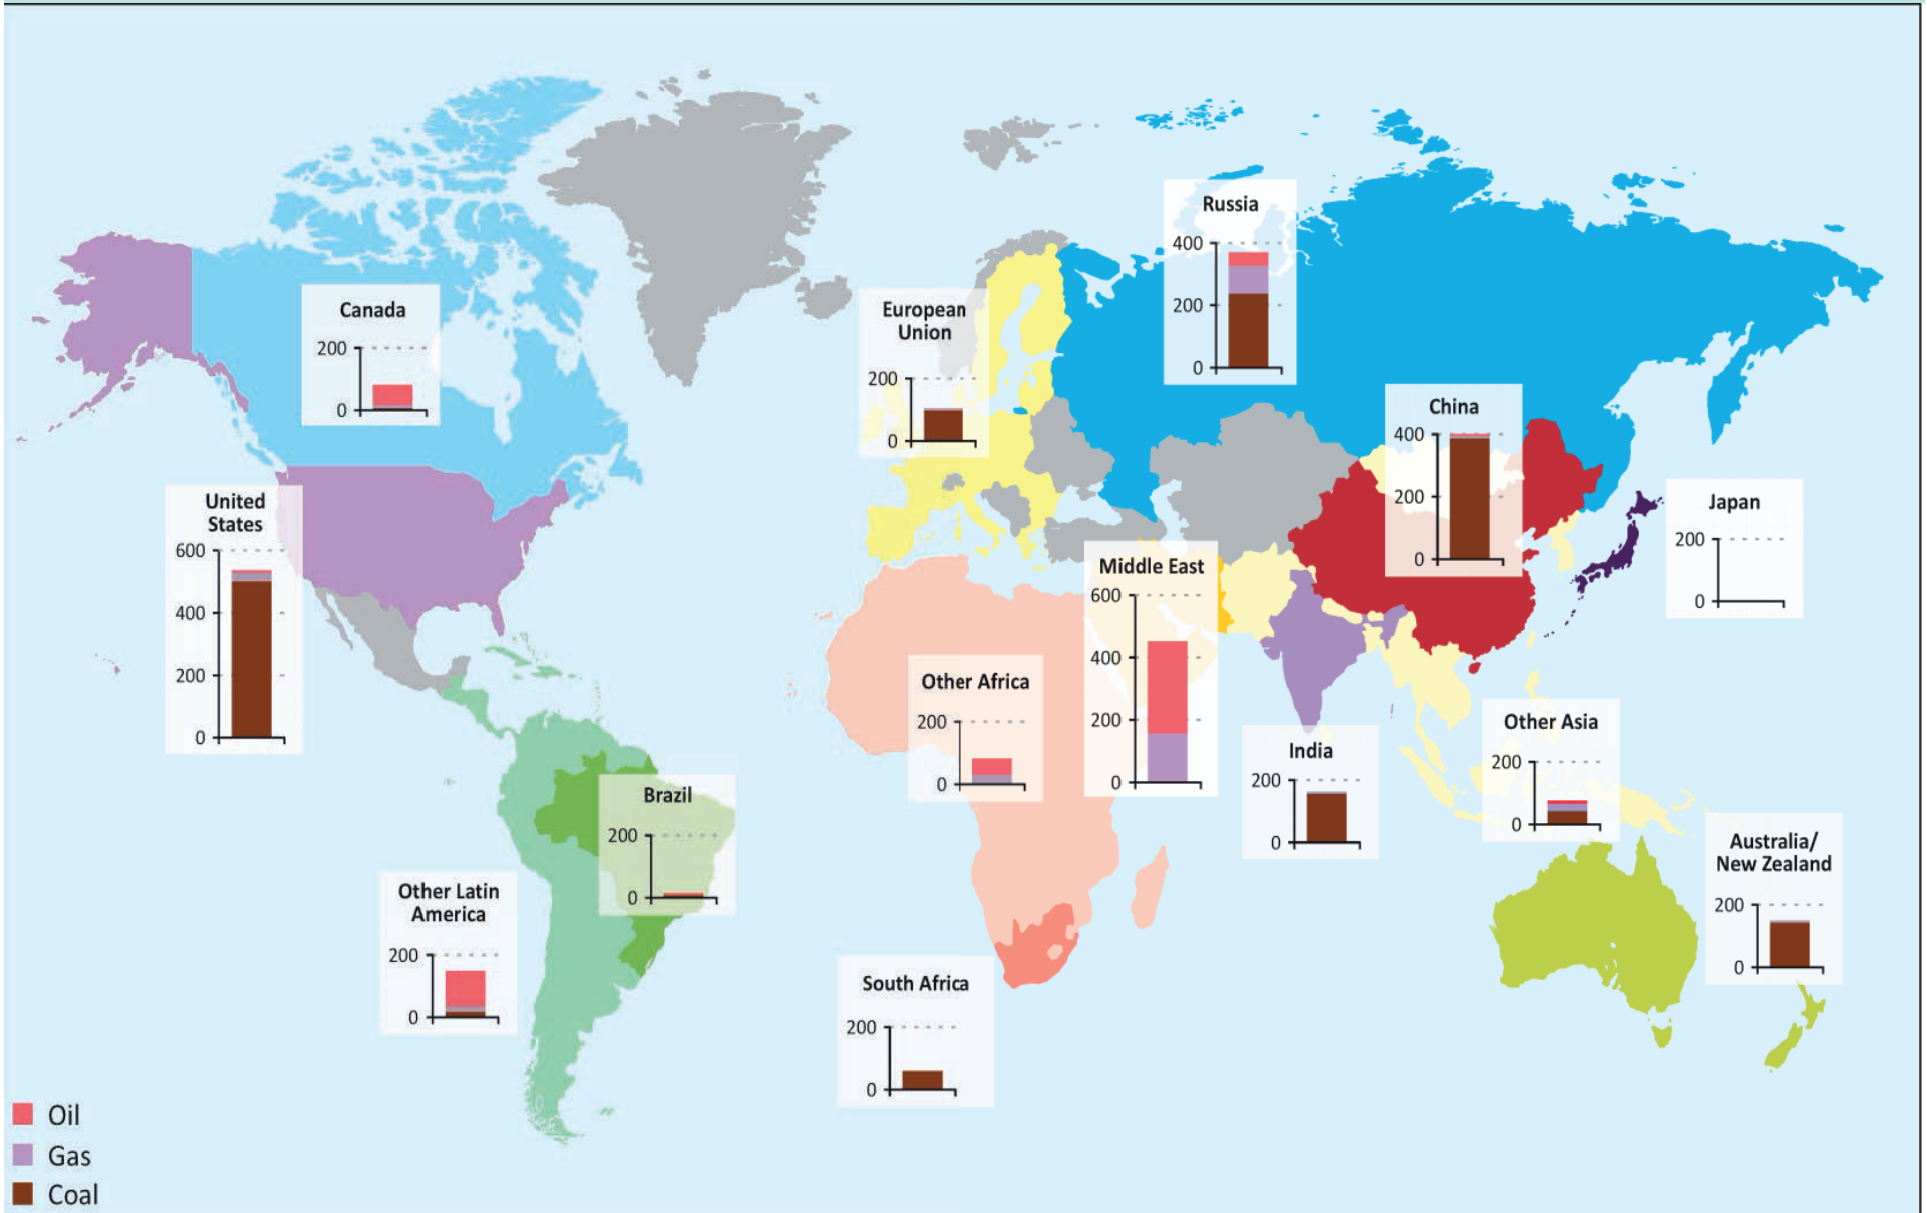 Russia
400
200
0
Canada
200
0
European
Union
200
0
China
400
200
0
United
States
600
400
200
0
Japan
200
0
Middle East
600
400
200
0
Other Africa
200
0
Other Asia
200
0
India
200
0
Brazil
200
0
Australia/
New Zealand
200
0
Other Latin
America
200
0
South Africa
200
0
Oil
Gas
Coal